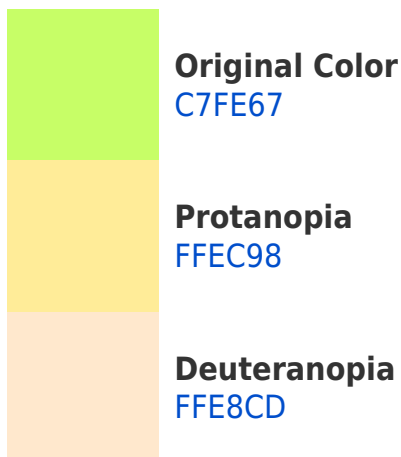 Original Color
C7FE67
Protanopia
FFEC98
Deuteranopia
FFE8CD